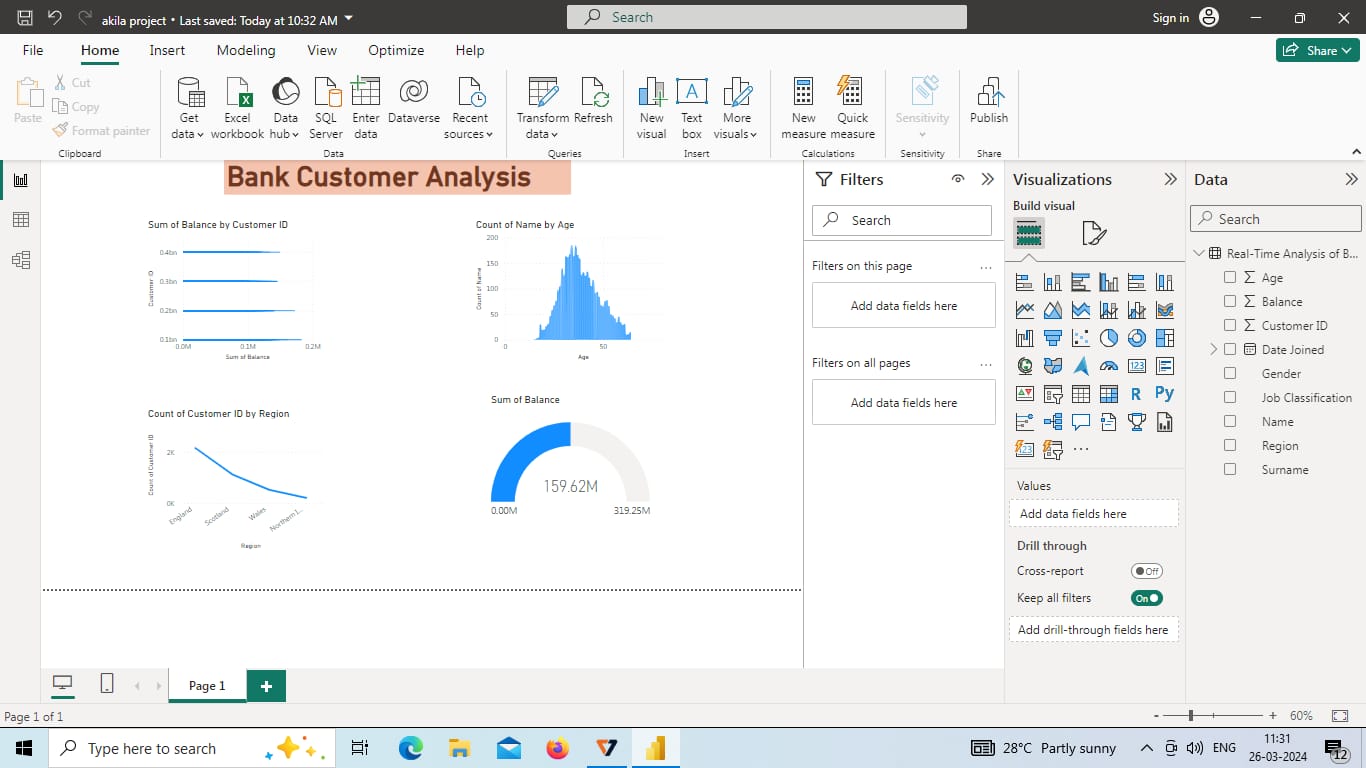 akila project • Last saved: Today at 10:32 AM
Search
Sign in
File Home Insert Modeling View Optimize Help
Share
Paste
Cut
Copy
Format painter
Clipboard
Get data
Excel workbook
Data hub
SQL Server
Enter data
Dataverse
Recent sources
Data
Transform data
Refresh
Queries
New visual
Text box
More visuals
Insert
New measure
Quick measure
Calculations
Sensitivity
Sensitivity
Publish
Share
Bank Customer Analysis
Sum of Balance by Customer ID
Customer ID
0.4bn
0.3bn
0.2bn
0.1bn
0.0M 0.1M 0.2M
Sum of Balance
Count of Name by Age
Count of Name
200
150
100
50
0
0 50
Age
Count of Customer ID by Region
Count of Customer ID
2K
0K
England Scotland Wales Northern I...
Region
Sum of Balance
159.62M
0.00M 319.25M
Filters
Search
Filters on this page ...
Add data fields here
Filters on all pages ...
Add data fields here
Visualizations
Build visual
123
R Py
123
...
Values
Add data fields here
Drill through
Cross-report Off
Keep all filters On
Add drill-through fields here
Data
Search
Real-Time Analysis of B...
Σ Age
Σ Balance
Σ Customer ID
Date Joined
Gender
Job Classification
Name
Region
Surname
Page 1
+
Page 1 of 1
- + 60%
Type here to search
28°C Partly sunny
ENG
11:31
26-03-2024
12